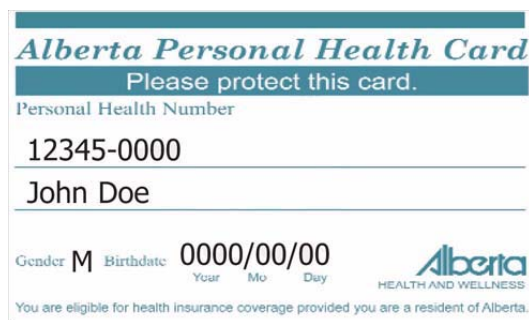 Alberta Personal Health Card
Please protect this card.
Personal Health Number
12345-0000
John Doe
Gender M Birthdate 0000/00/00
Year Mo Day
Alberta
HEALTH AND WELLNESS
You are eligible for health insurance coverage provided you are a resident of Alberta.